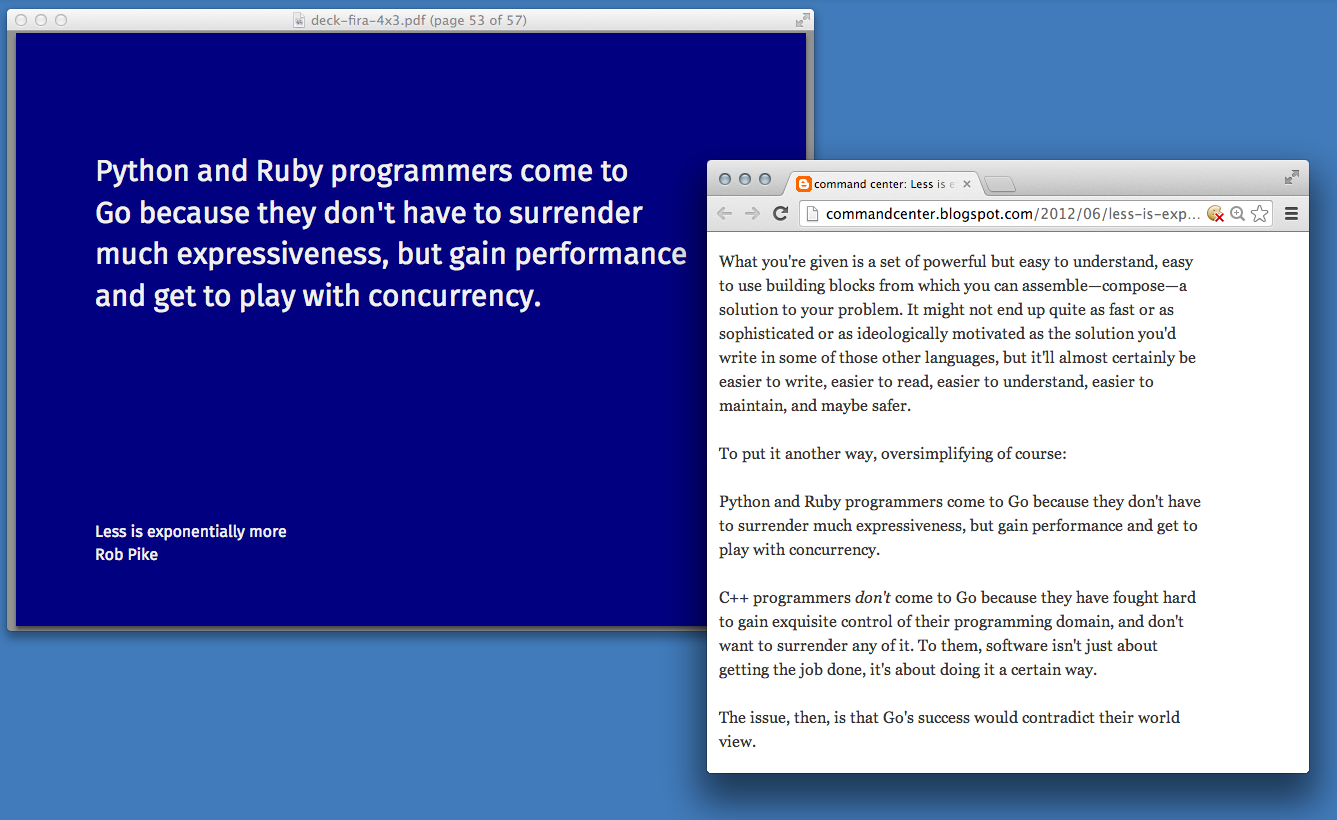 deck-fira-4x3.pdf (page 53 of 57)
Python and Ruby programmers come to
Go because they don't have to surrender
much expressiveness, but gain performance
and get to play with concurrency.
Less is exponentially more
Rob Pike
command center: Less is e
commandcenter.blogspot.com/2012/06/less-is-exp...
What you're given is a set of powerful but easy to understand, easy
to use building blocks from which you can assemble—compose—a
solution to your problem. It might not end up quite as fast or as
sophisticated or as ideologically motivated as the solution you'd
write in some of those other languages, but it'll almost certainly be
easier to write, easier to read, easier to understand, easier to
maintain, and maybe safer.
To put it another way, oversimplifying of course:
Python and Ruby programmers come to Go because they don't have
to surrender much expressiveness, but gain performance and get to
play with concurrency.
C++ programmers don't come to Go because they have fought hard
to gain exquisite control of their programming domain, and don't
want to surrender any of it. To them, software isn't just about
getting the job done, it's about doing it a certain way.
The issue, then, is that Go's success would contradict their world
view.